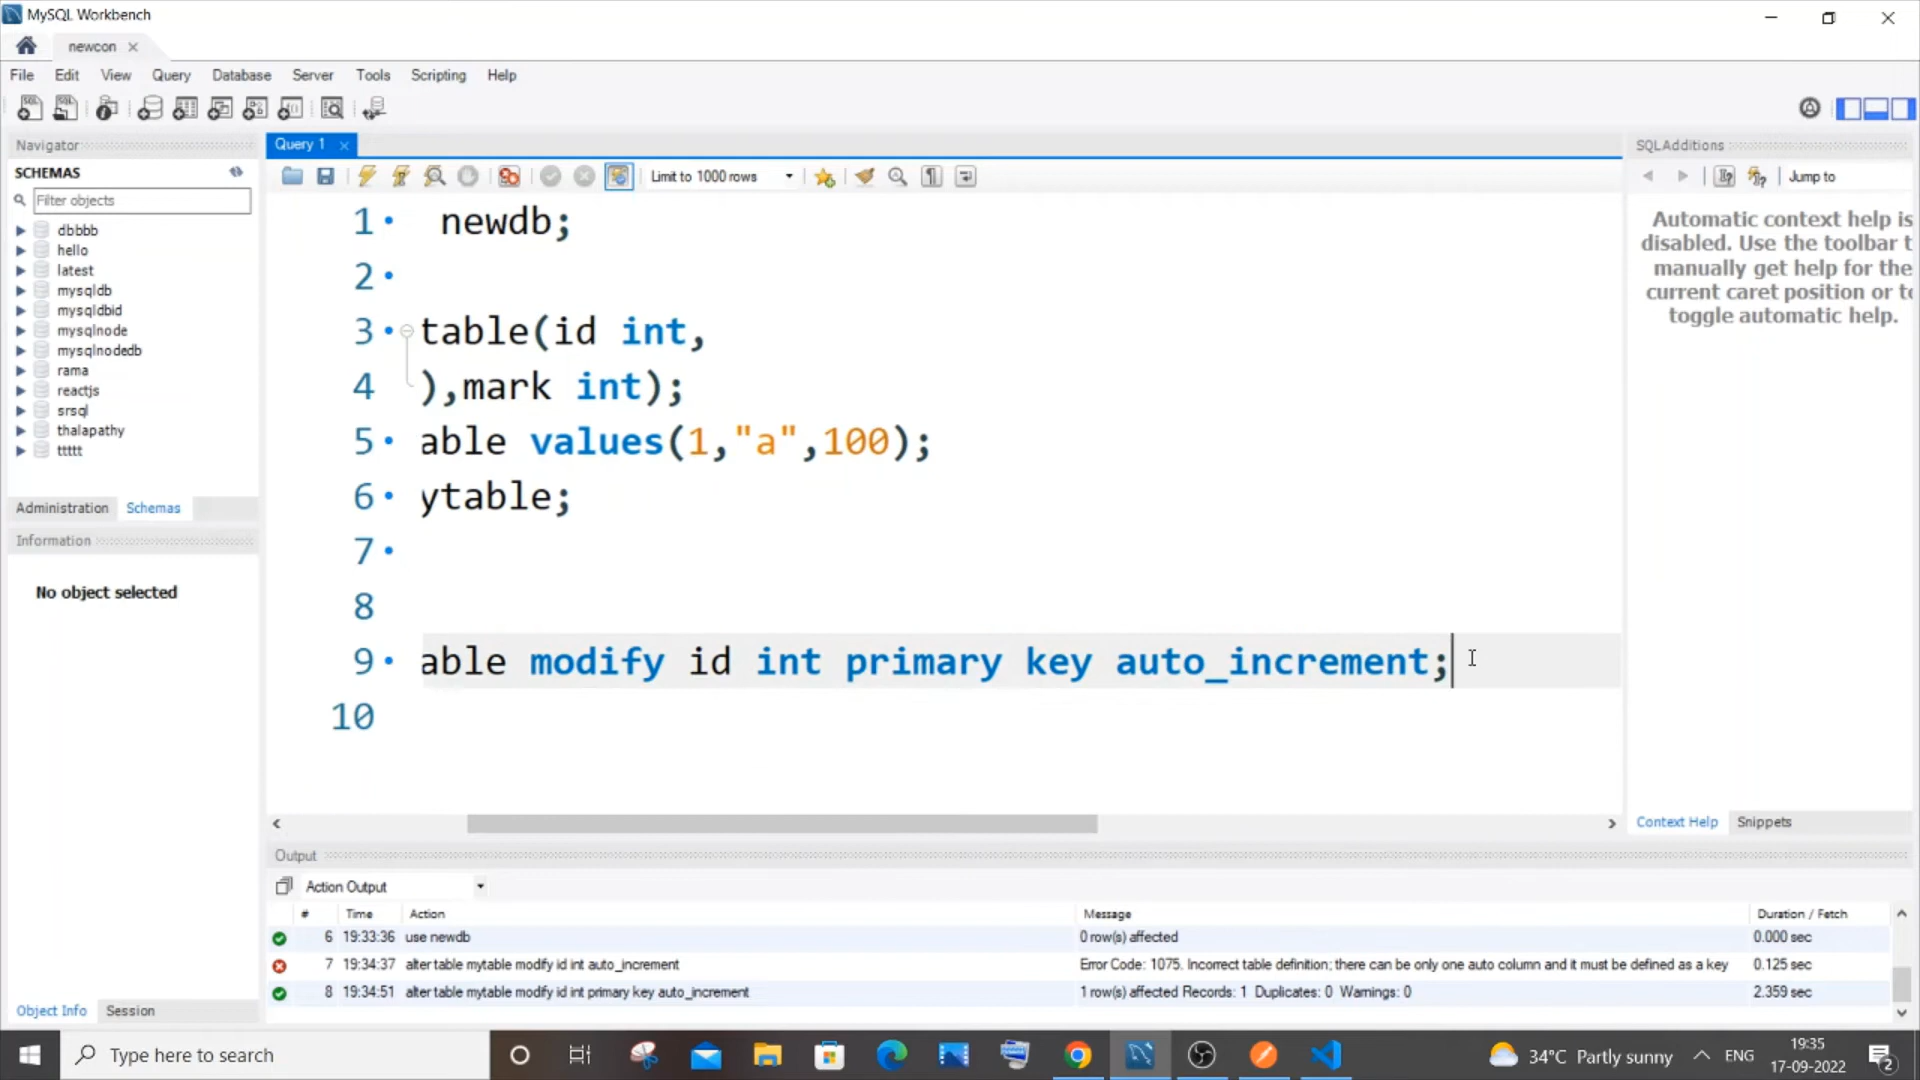 MySQL Workbench
newcon
File Edit View Query Database Server Tools Scripting Help
Navigator
SCHEMAS
Filter objects
dbbbb
hello
latest
mysqldb
mysqldbid
mysqlnode
mysqlnodedb
rama
reactjs
srsql
thalapathy
ttttt
Administration Schemas
Information
No object selected
Object Info Session
Query 1
Limit to 1000 rows
1 newdb;
2
3 table(id int,
4 ),mark int);
5 able values(1,"a",100);
6 ytable;
7
8
9 able modify id int primary key auto_increment;
10
SQLAdditions
Jump to
Automatic context help is
disabled. Use the toolbar t
manually get help for the
current caret position or to
toggle automatic help.
Context Help Snippets
Output
Action Output
# Time Action Message Duration / Fetch
6 19:33:36 use newdb 0 row(s) affected 0.000 sec
7 19:34:37 alter table mytable modify id int auto_increment Error Code: 1075. Incorrect table definition; there can be only one auto column and it must be defined as a key 0.125 sec
8 19:34:51 alter table mytable modify id int primary key auto_increment 1 row(s) affected Records: 1 Duplicates: 0 Warnings: 0 2.359 sec
Type here to search
34°C Partly sunny
ENG
19:35
17-09-2022
2